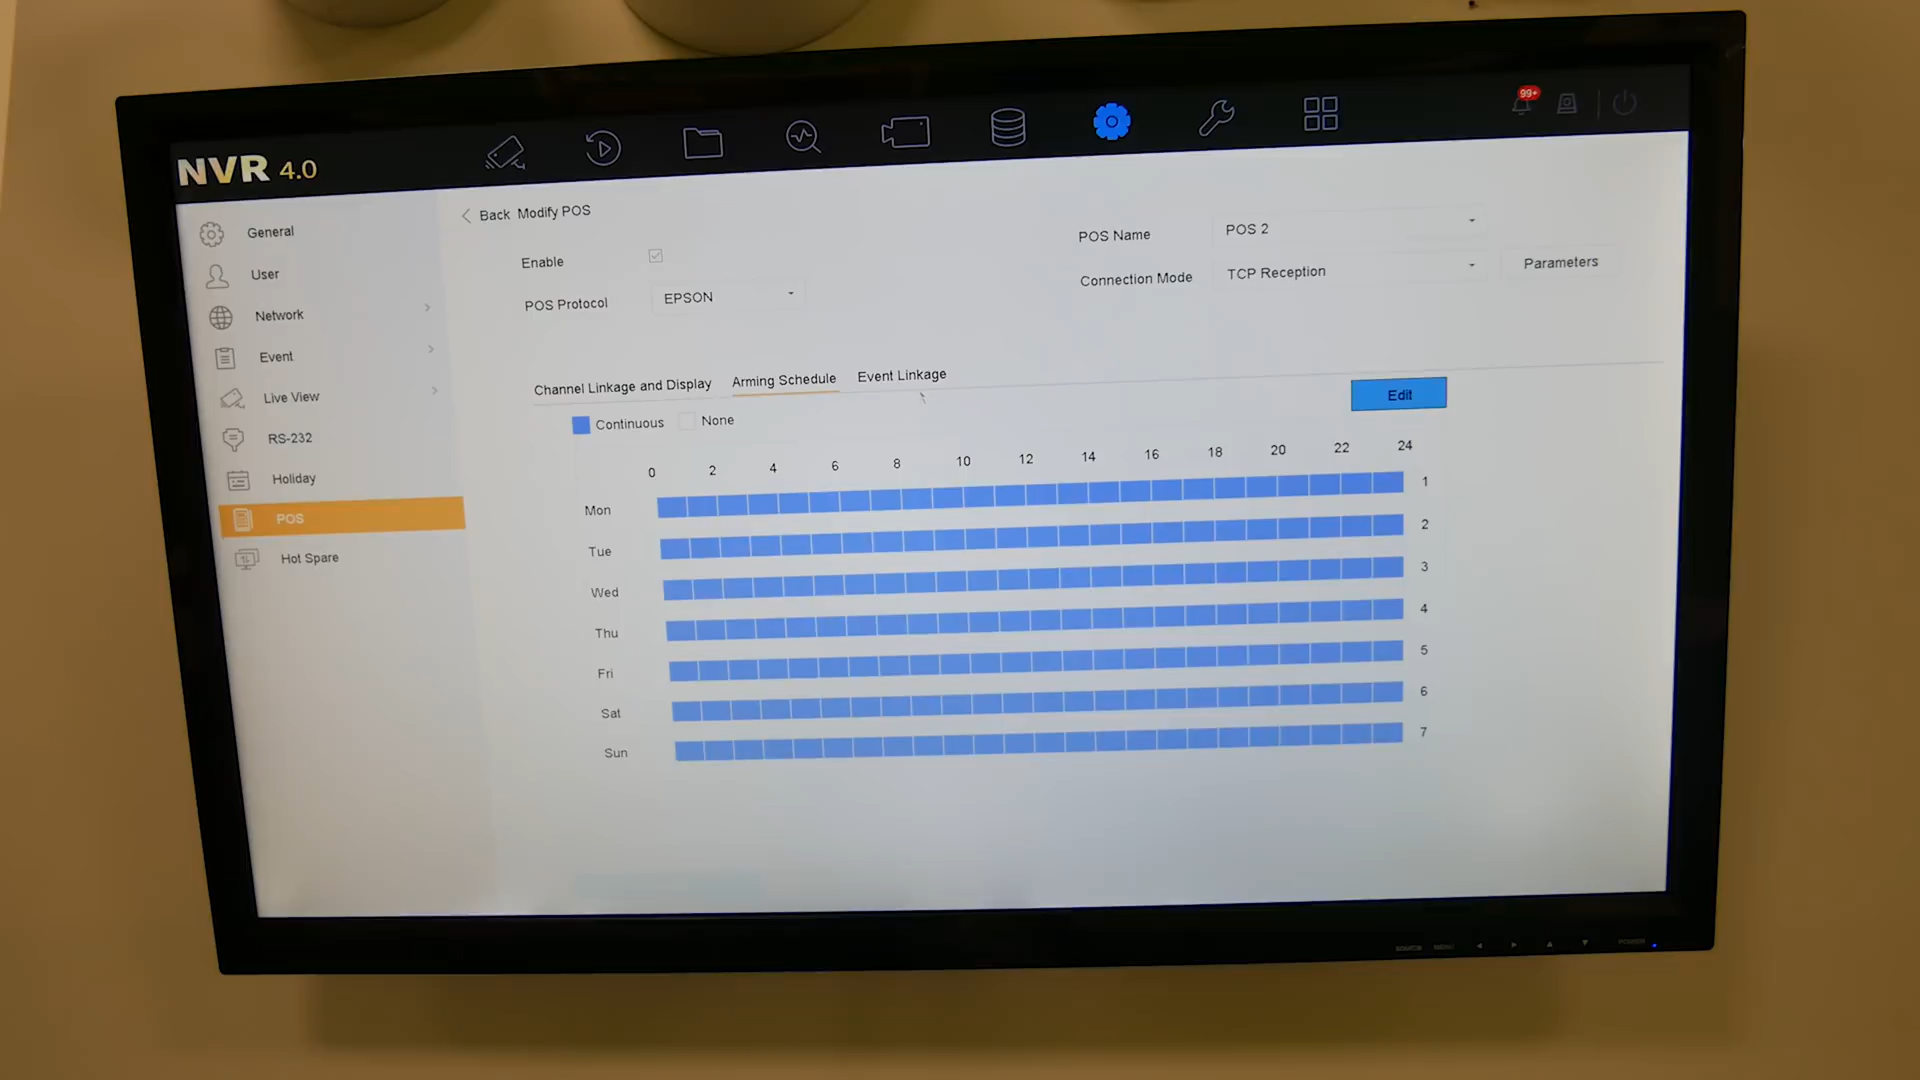 NVR 4.0
99+
General
User
Network
Event
Live View
RS-232
Holiday
POS
Hot Spare
Back Modify POS
Enable
POS Name POS 2
POS Protocol EPSON
Connection Mode TCP Reception Parameters
Channel Linkage and Display Arming Schedule Event Linkage
Continuous None
Edit
0 2 4 6 8 10 12 14 16 18 20 22 24
Mon 1
Tue 2
Wed 3
Thu 4
Fri 5
Sat 6
Sun 7
SOURCE MENU POWER